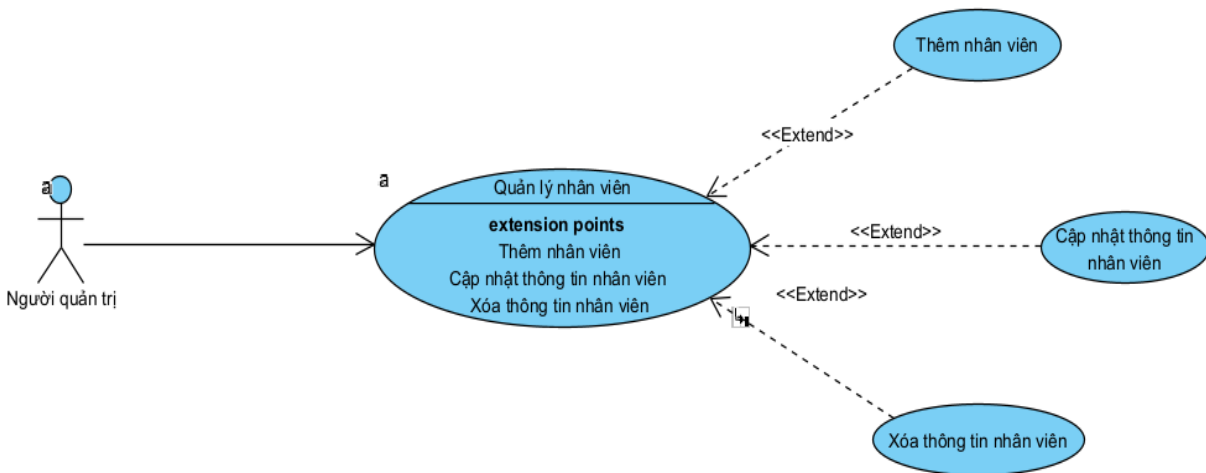 Thêm nhân viên
<<Extend>>
a
a
Người quản trị
Quản lý nhân viên
extension points
Thêm nhân viên
Cập nhật thông tin nhân viên
Xóa thông tin nhân viên
<<Extend>>
Cập nhật thông tin
nhân viên
<<Extend>>
Xóa thông tin nhân viên